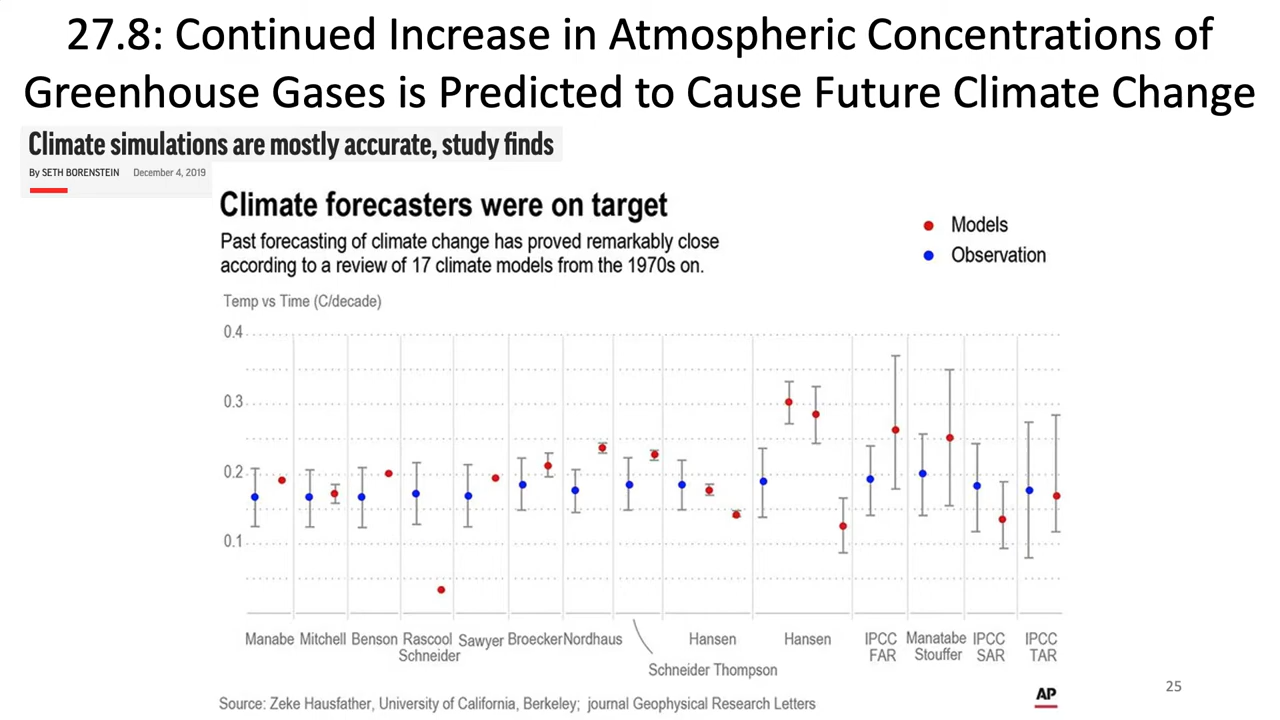 27.8: Continued Increase in Atmospheric Concentrations of
Greenhouse Gases is Predicted to Cause Future Climate Change
Climate simulations are mostly accurate, study finds
By SETH BORENSTEIN December 4, 2019
Climate forecasters were on target
Past forecasting of climate change has proved remarkably close
according to a review of 17 climate models from the 1970s on.
Models
Observation
Temp vs Time (C/decade)
0.4
0.3
0.2
0.1
Manabe Mitchell Benson Rascool Sawyer Broecker Nordhaus Hansen Hansen IPCC Manatabe IPCC IPCC
Schneider FAR Stouffer SAR TAR
Schneider Thompson
Source: Zeke Hausfather, University of California, Berkeley; journal Geophysical Research Letters
AP
25